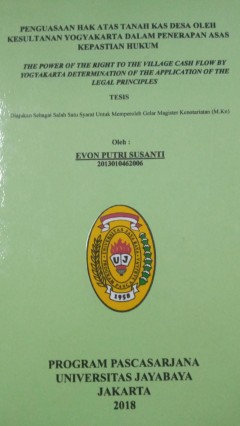 PENGUASAAN HAK ATAS TANAH KAS DESA OLEH
KESULTANAN YOGYAKARTA DALAM PENERAPAN ASAS
KEPASTIAN HUKUM
THE POWER OF THE RIGHT TO THE VILLAGE CASH FLOW BY
YOGYAKARTA DETERMINATION OF THE APPLICATION OF THE
LEGAL PRINCIPLES
TESIS
Diajukan Sebagai Salah Satu Syarat Untuk Memperoleh Gelar Magister Kenotariatan (M.Kn)
Oleh :
EVON PUTRI SUSANTI
2013010462006
UJ
1958
PROGRAM PASCASARJANA
UNIVERSITAS JAYABAYA
JAKARTA
2018